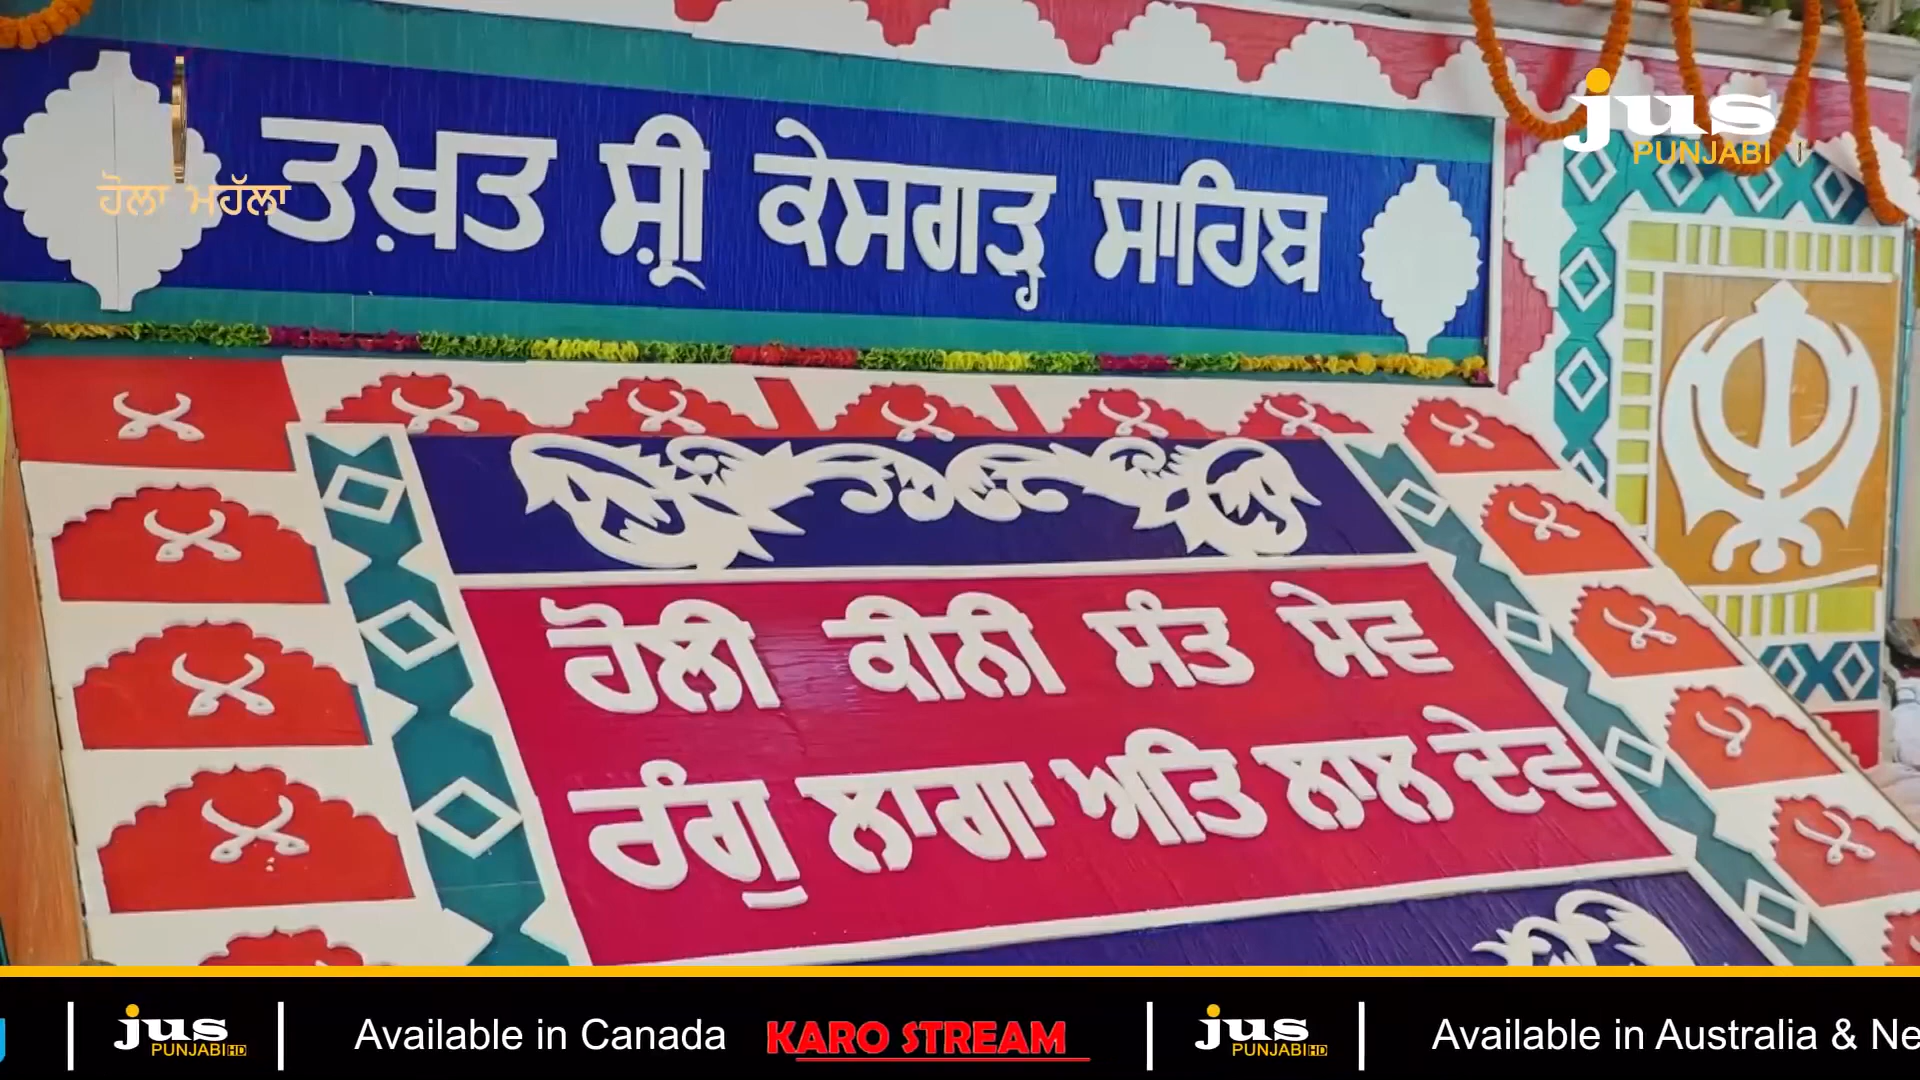 ਤਖ਼ਤ ਸ਼੍ਰੀ ਕੇਸਗੜ੍ਹ ਸਾਹਿਬ
ਹੋਲਾ ਮਹੱਲਾ
jus
PUNJABI
ਹੋਲੀ ਕੀਨੀ ਸੰਤ ਸੇਵ
ਰੰਗੁ ਲਾਗਾ ਅਤਿ ਲਾਲ ਦੇਵ
jus PUNJABI HD Available in Canada KARO STREAM jus PUNJABI HD Available in Australia &